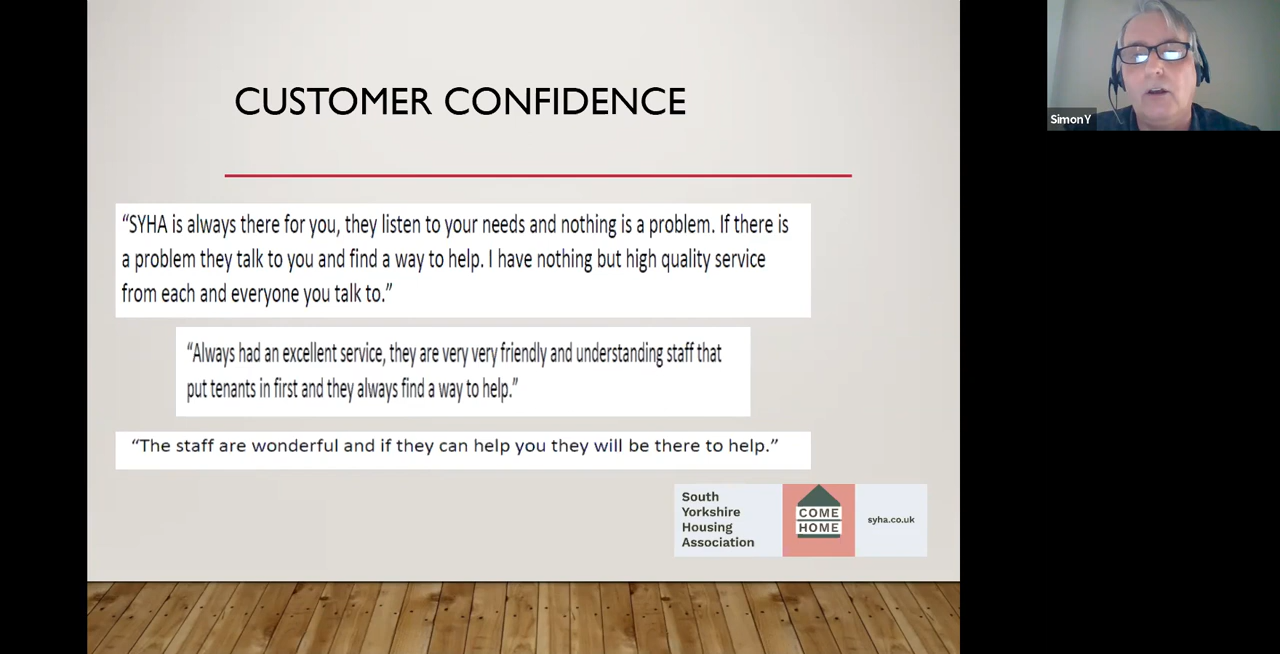 CUSTOMER CONFIDENCE
“SYHA is always there for you, they listen to your needs and nothing is a problem. If there is
a problem they talk to you and find a way to help. I have nothing but high quality service
from each and everyone you talk to.”
“Always had an excellent service, they are very very friendly and understanding staff that
put tenants in first and they always find a way to help.”
“The staff are wonderful and if they can help you they will be there to help.”
South
Yorkshire
Housing
Association
COME
HOME
syha.co.uk
SimonY